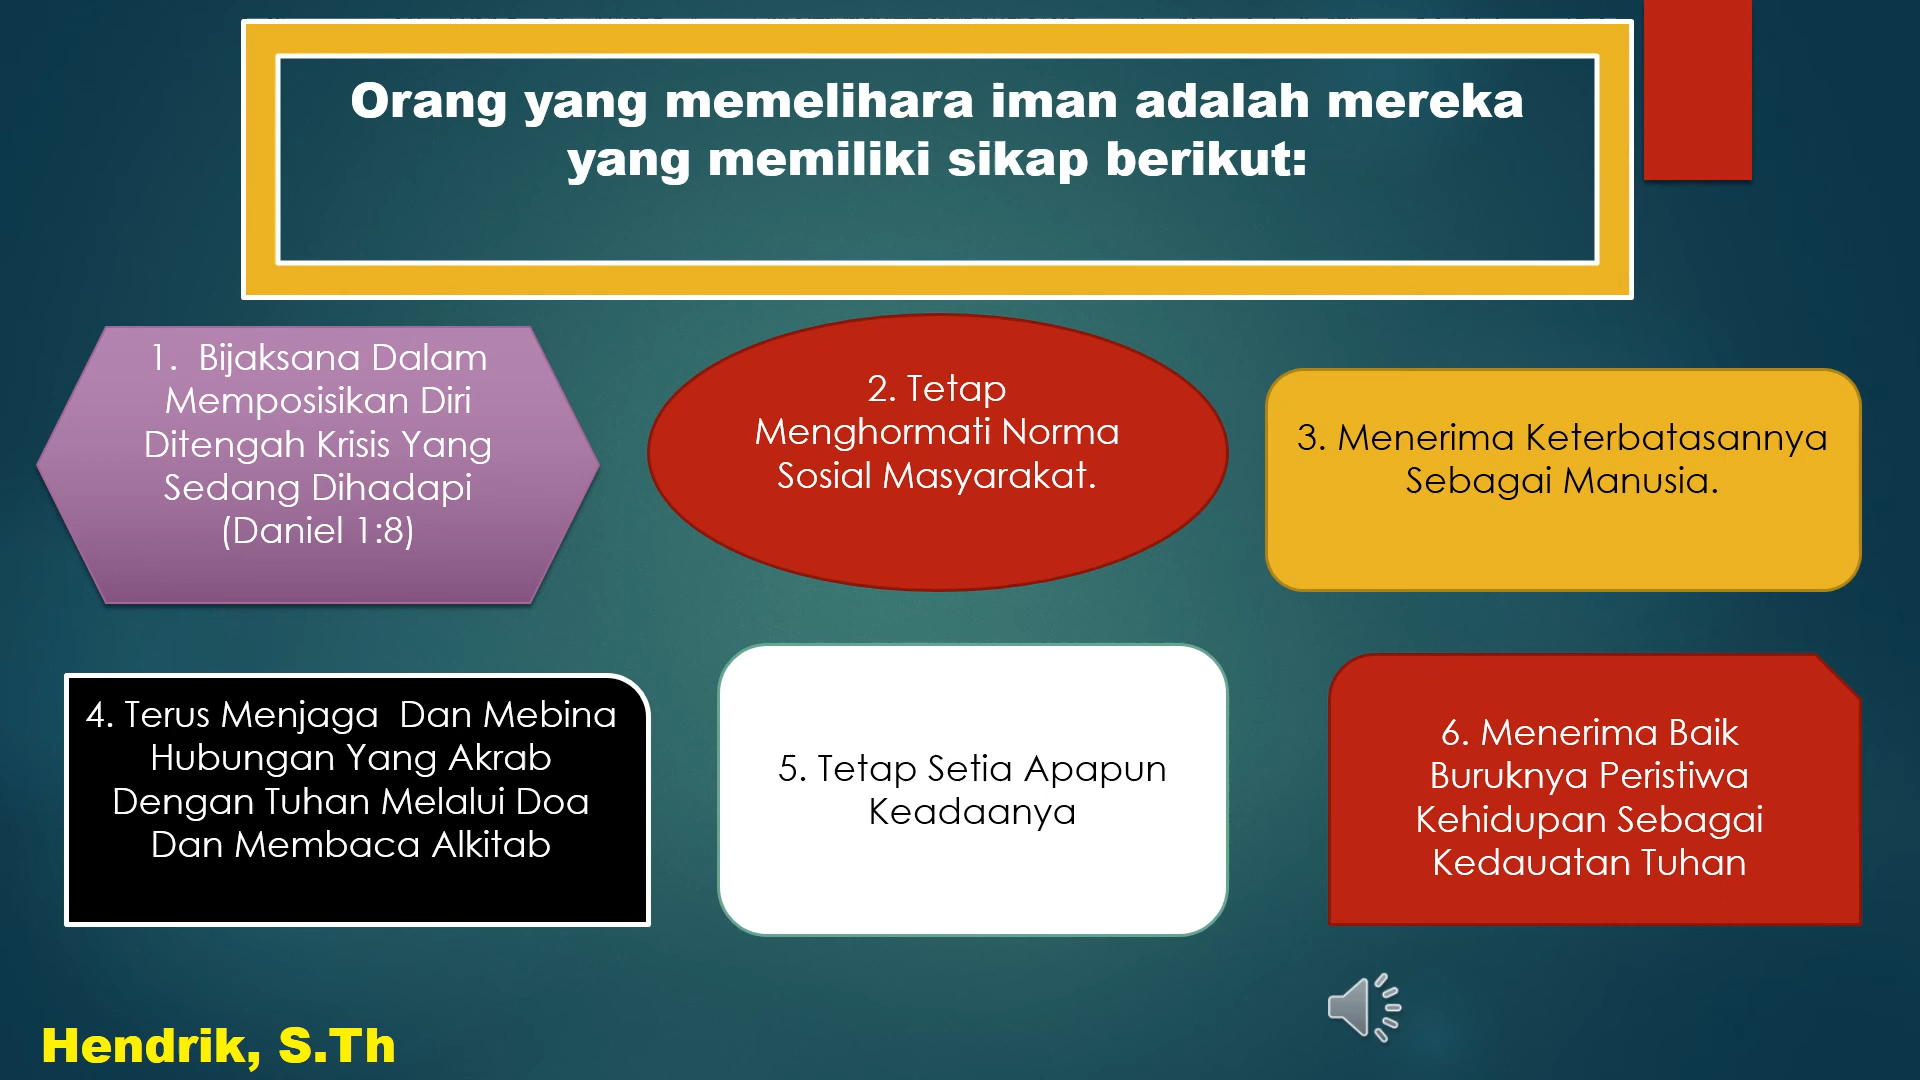 Orang yang memelihara iman adalah mereka
yang memiliki sikap berikut:
1. Bijaksana Dalam
Memposisikan Diri
Ditengah Krisis Yang
Sedang Dihadapi
(Daniel 1:8)
2. Tetap
Menghormati Norma
Sosial Masyarakat.
3. Menerima Keterbatasannya
Sebagai Manusia.
4. Terus Menjaga Dan Mebina
Hubungan Yang Akrab
Dengan Tuhan Melalui Doa
Dan Membaca Alkitab
5. Tetap Setia Apapun
Keadaanya
6. Menerima Baik
Buruknya Peristiwa
Kehidupan Sebagai
Kedauatan Tuhan
Hendrik, S.Th